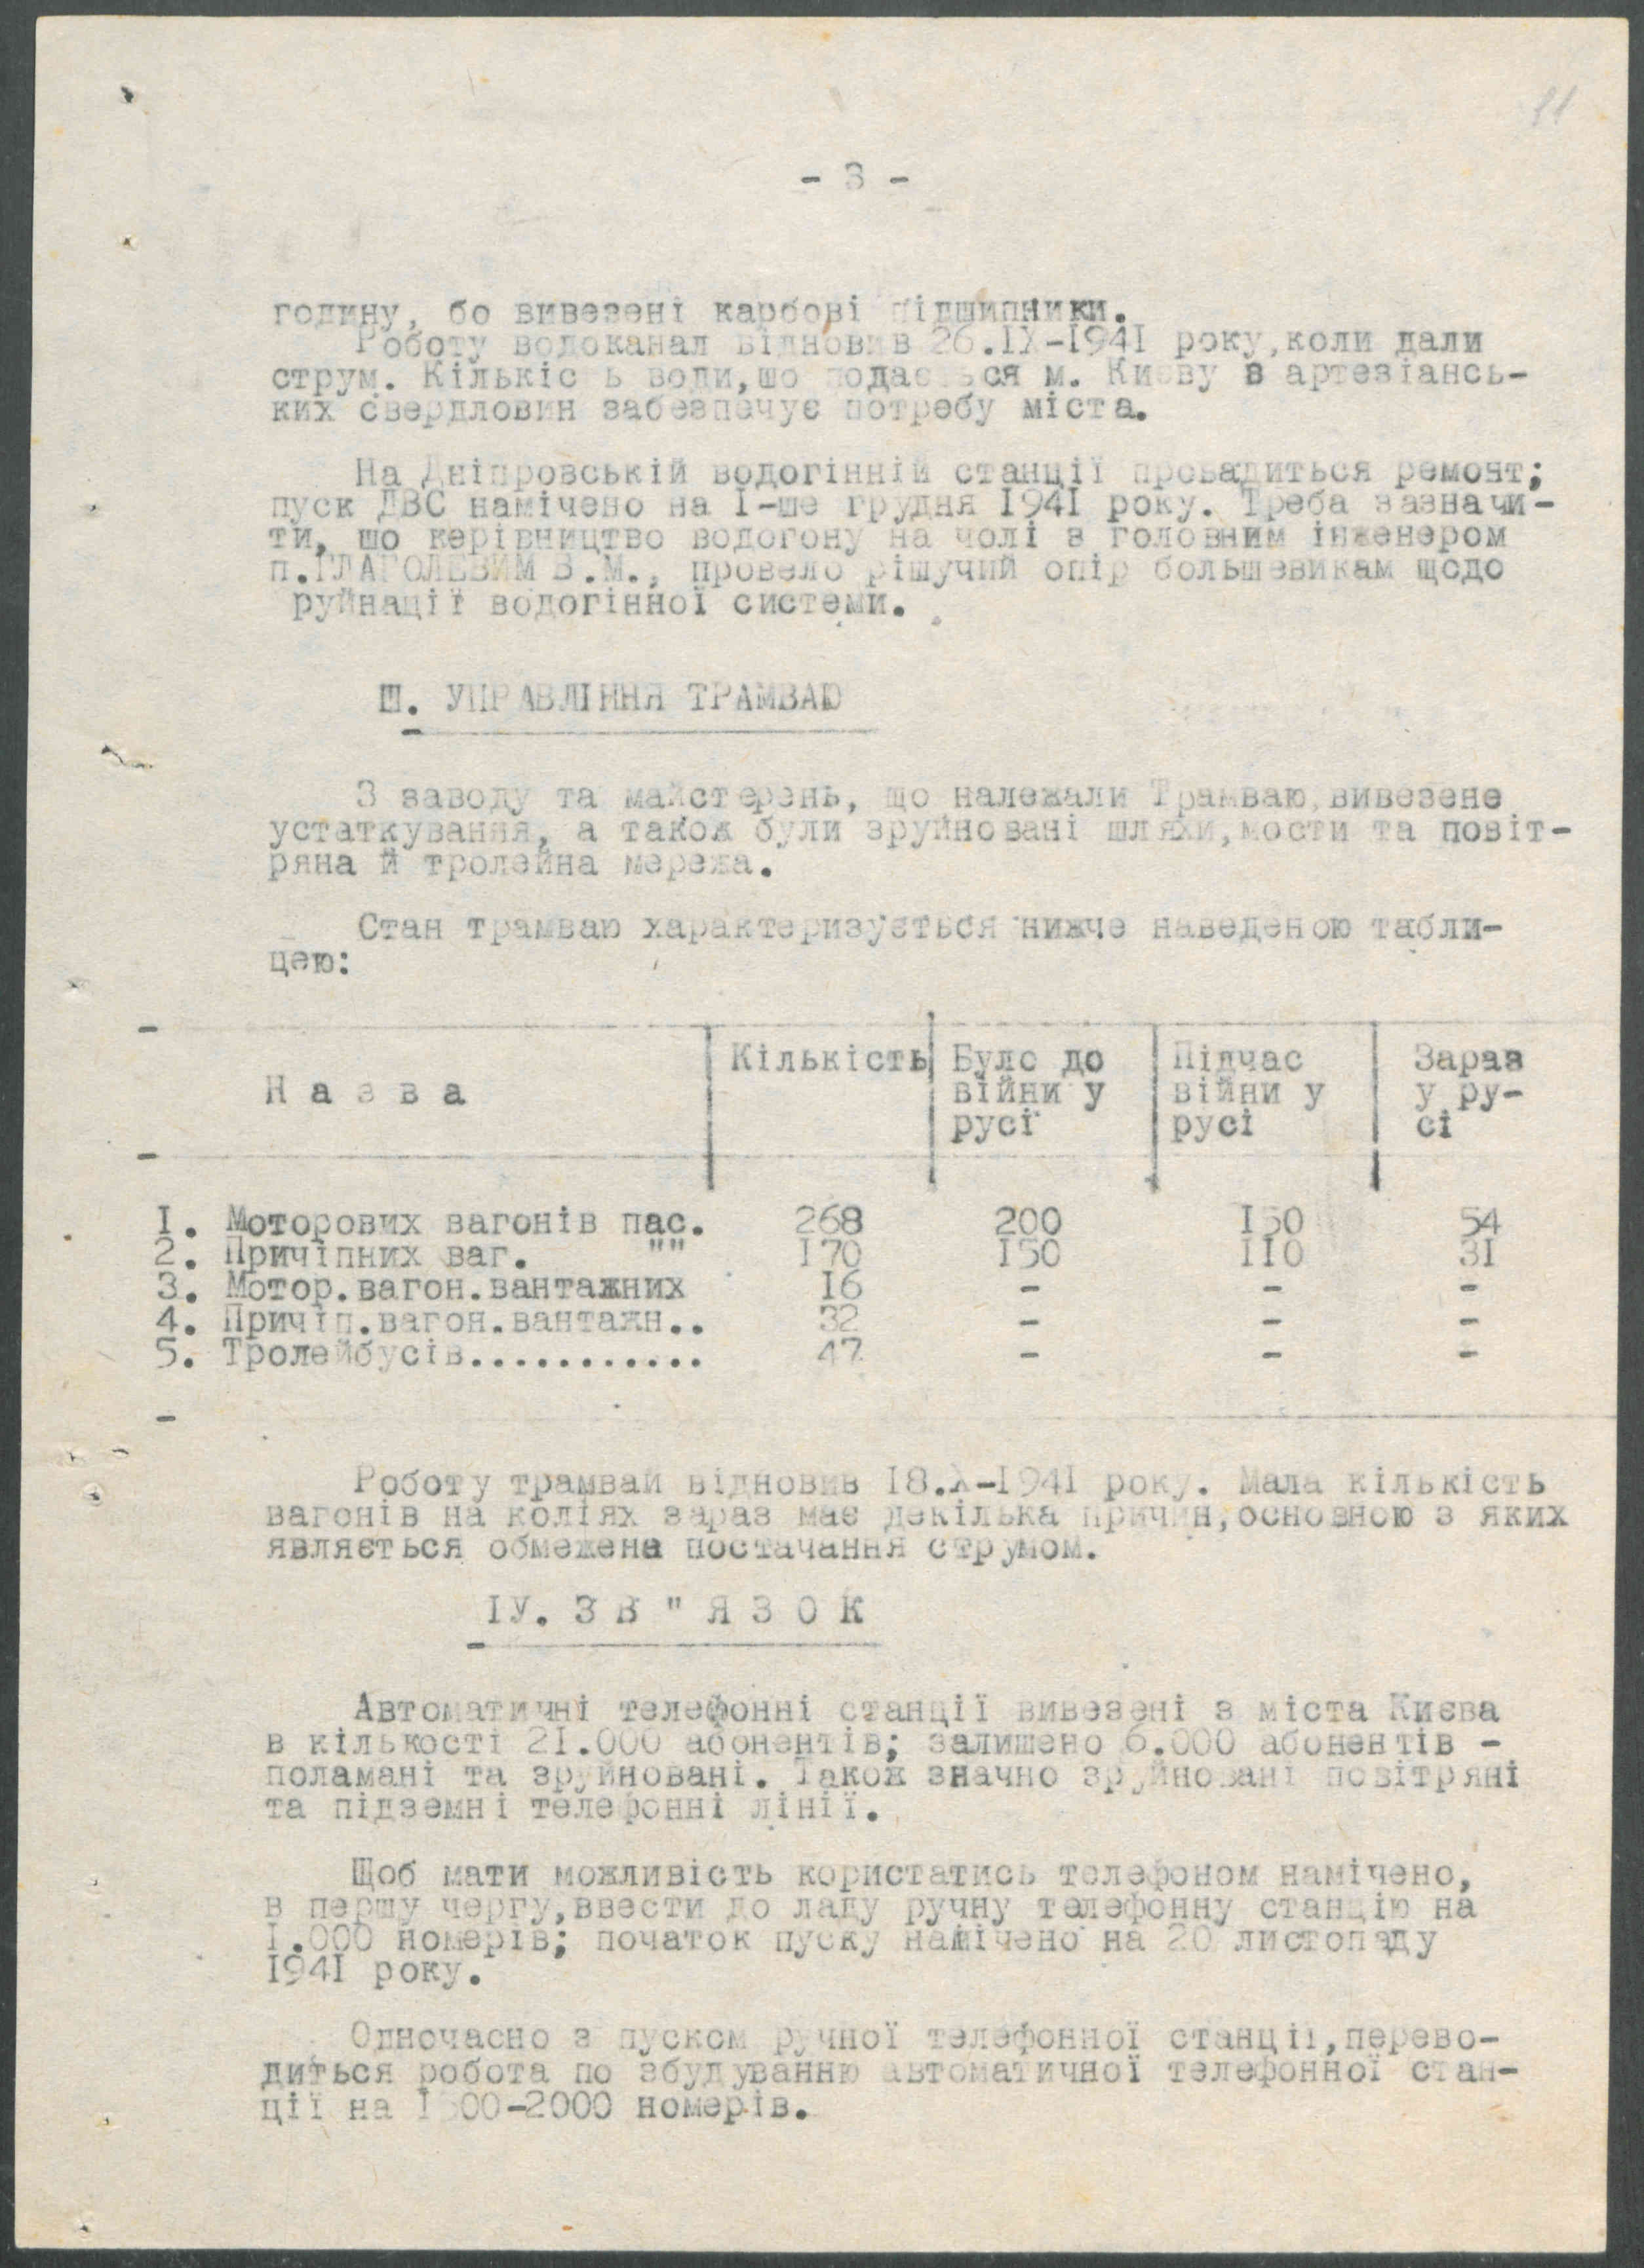 11
- 3 -
годину, бо вивезені карбові підшипники.
Роботу водоканал відновив 26.IX-1941 року,коли дали
струм. Кількість води,що подається м. Києву з артезіансь-
ких свердловин забезпечує потребу міста.
На Дніпровській водогінній станції провадиться ремонт;
пуск ДВС намічено на 1-ше грудня 1941 року. Треба зазначи-
ти, що керівництво водогону на чолі з головним інженером
п.ГЛАГОЛЕВИМ В.М., провело рішучий опір большевикам щодо
руйнації водогінної системи.
Ш. УПРАВЛІННЯ ТРАМВАЮ
З заводу та майстерень, що належали Трамваю,вивезене
устаткування, а також були зруйновані шляхи,мости та повіт-
ряна й тролейна мережа.
Стан трамваю характеризується нижче наведеною табли-
цею:
Н а з в а | Кількість | Було до війни у русі | Підчас війни у русі | Зараз у ру- сі
1. Моторових вагонів пас. 268 200 150 54
2. Причіпних ваг. "" 170 150 110 31
3. Мотор.вагон.вантажних 16 - - -
4. Причіп.вагон.вантажн.. 32 - - -
5. Тролейбусів............ 47 - - -
Роботу трамвай відновив 18.X-1941 року. Мала кількість
вагонів на коліях зараз має декілька причин,основною з яких
являється обмежене постачання струмом.
ІУ. З В " Я З О К
Автоматичні телефонні станції вивезені з міста Києва
в кількості 21.000 абонентів; залишено 6.000 абонентів -
поламані та зруйновані. Також значно зруйновані повітряні
та підземні телефонні лінії.
Щоб мати можливість користатись телефоном намічено,
в першу чергу,ввести до ладу ручну телефонну станцію на
1.000 номерів; початок пуску намічено на 20 листопаду
1941 року.
Одночасно з пуском ручної телефонної станції,перево-
диться робота по збудуванню автоматичної телефонної стан-
ції на 1500-2000 номерів.